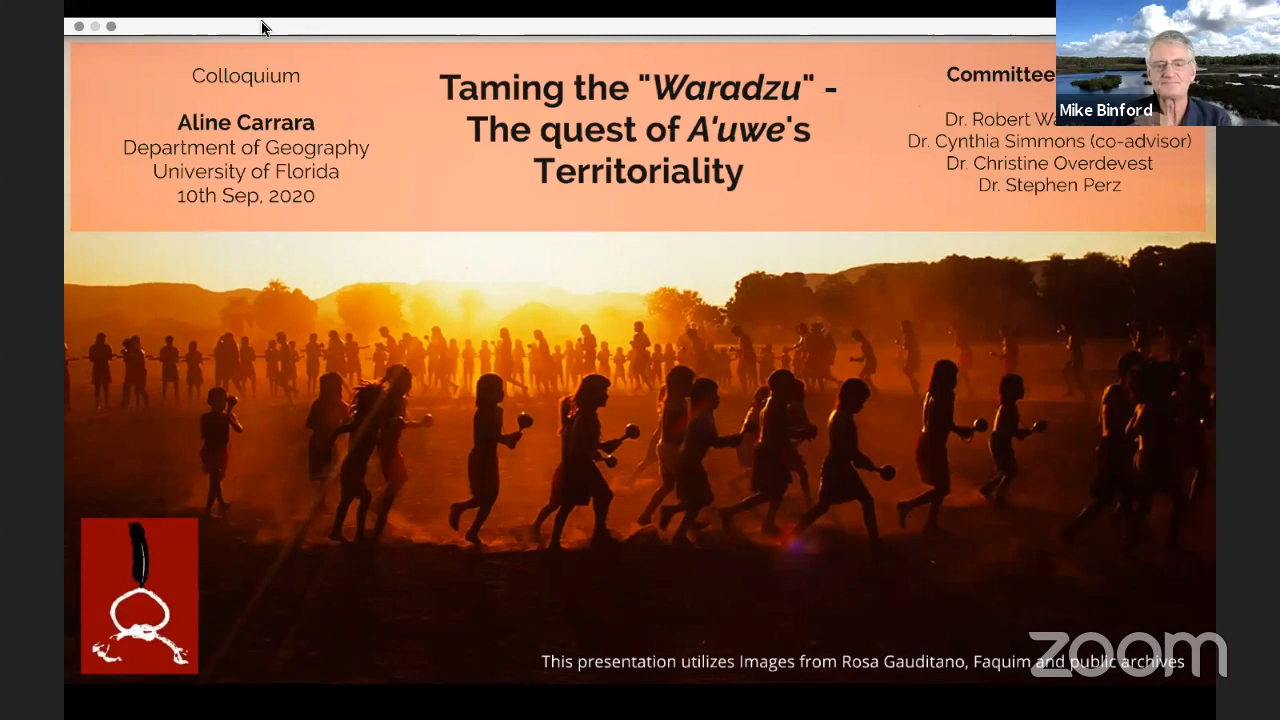 Colloquium
Aline Carrara
Department of Geography
University of Florida
10th Sep, 2020
Taming the "Waradzu" -
The quest of A'uwe's
Territoriality
Committee
Dr. Robert
Dr. Cynthia Simmons (co-advisor)
Dr. Christine Overdevest
Dr. Stephen Perz
Mike Binford
This presentation utilizes Images from Rosa Gauditano, Faquim and public archives
zoom